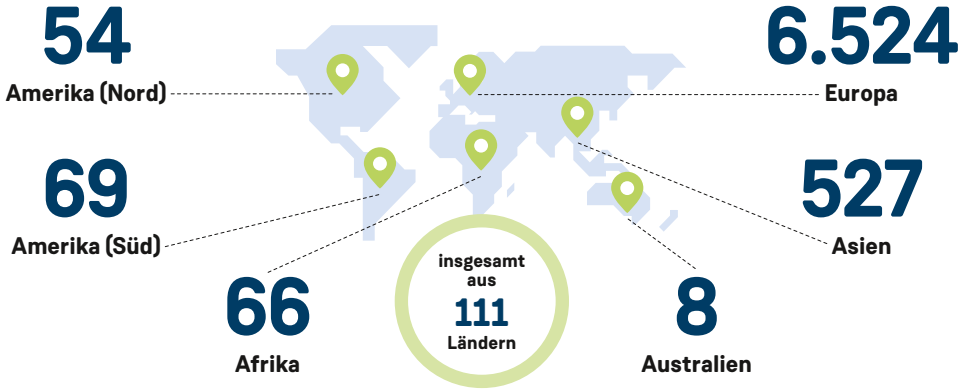 54
Amerika (Nord)
6.524
Europa
69
Amerika (Süd)
527
Asien
66
Afrika
insgesamt
aus
111
Ländern
8
Australien